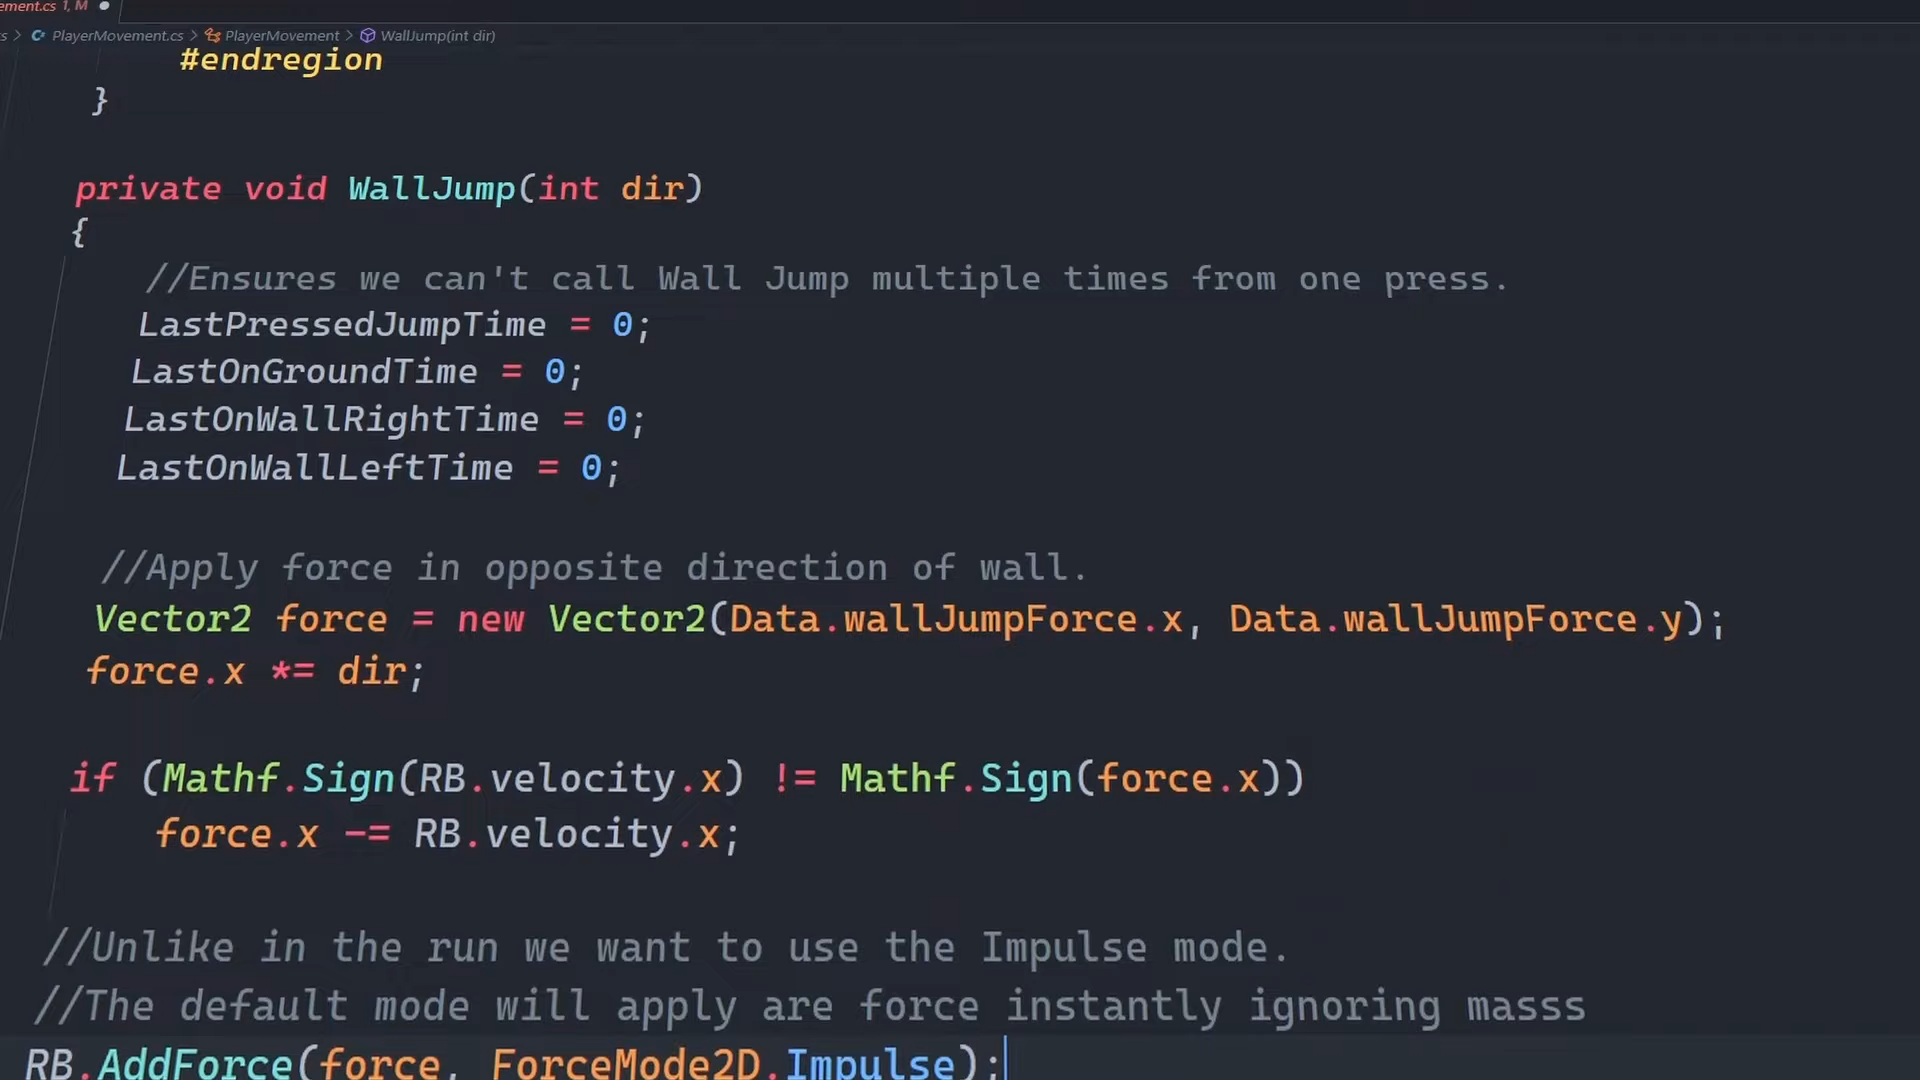 ement.cs 1, M
s > PlayerMovement.cs > PlayerMovement > WallJump(int dir)
#endregion
}
private void WallJump(int dir)
{
//Ensures we can't call Wall Jump multiple times from one press.
LastPressedJumpTime = 0;
LastOnGroundTime = 0;
LastOnWallRightTime = 0;
LastOnWallLeftTime = 0;
//Apply force in opposite direction of wall.
Vector2 force = new Vector2(Data.wallJumpForce.x, Data.wallJumpForce.y);
force.x *= dir;
if (Mathf.Sign(RB.velocity.x) != Mathf.Sign(force.x))
force.x -= RB.velocity.x;
//Unlike in the run we want to use the Impulse mode.
//The default mode will apply are force instantly ignoring masss
RB.AddForce(force, ForceMode2D.Impulse);